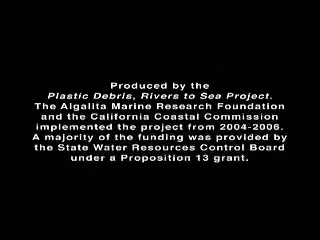 Produced by the
Plastic Debris, Rivers to Sea Project.
The Algalita Marine Research Foundation
and the California Coastal Commission
implemented the project from 2004-2006.
A majority of the funding was provided by
the State Water Resources Control Board
under a Proposition 13 grant.